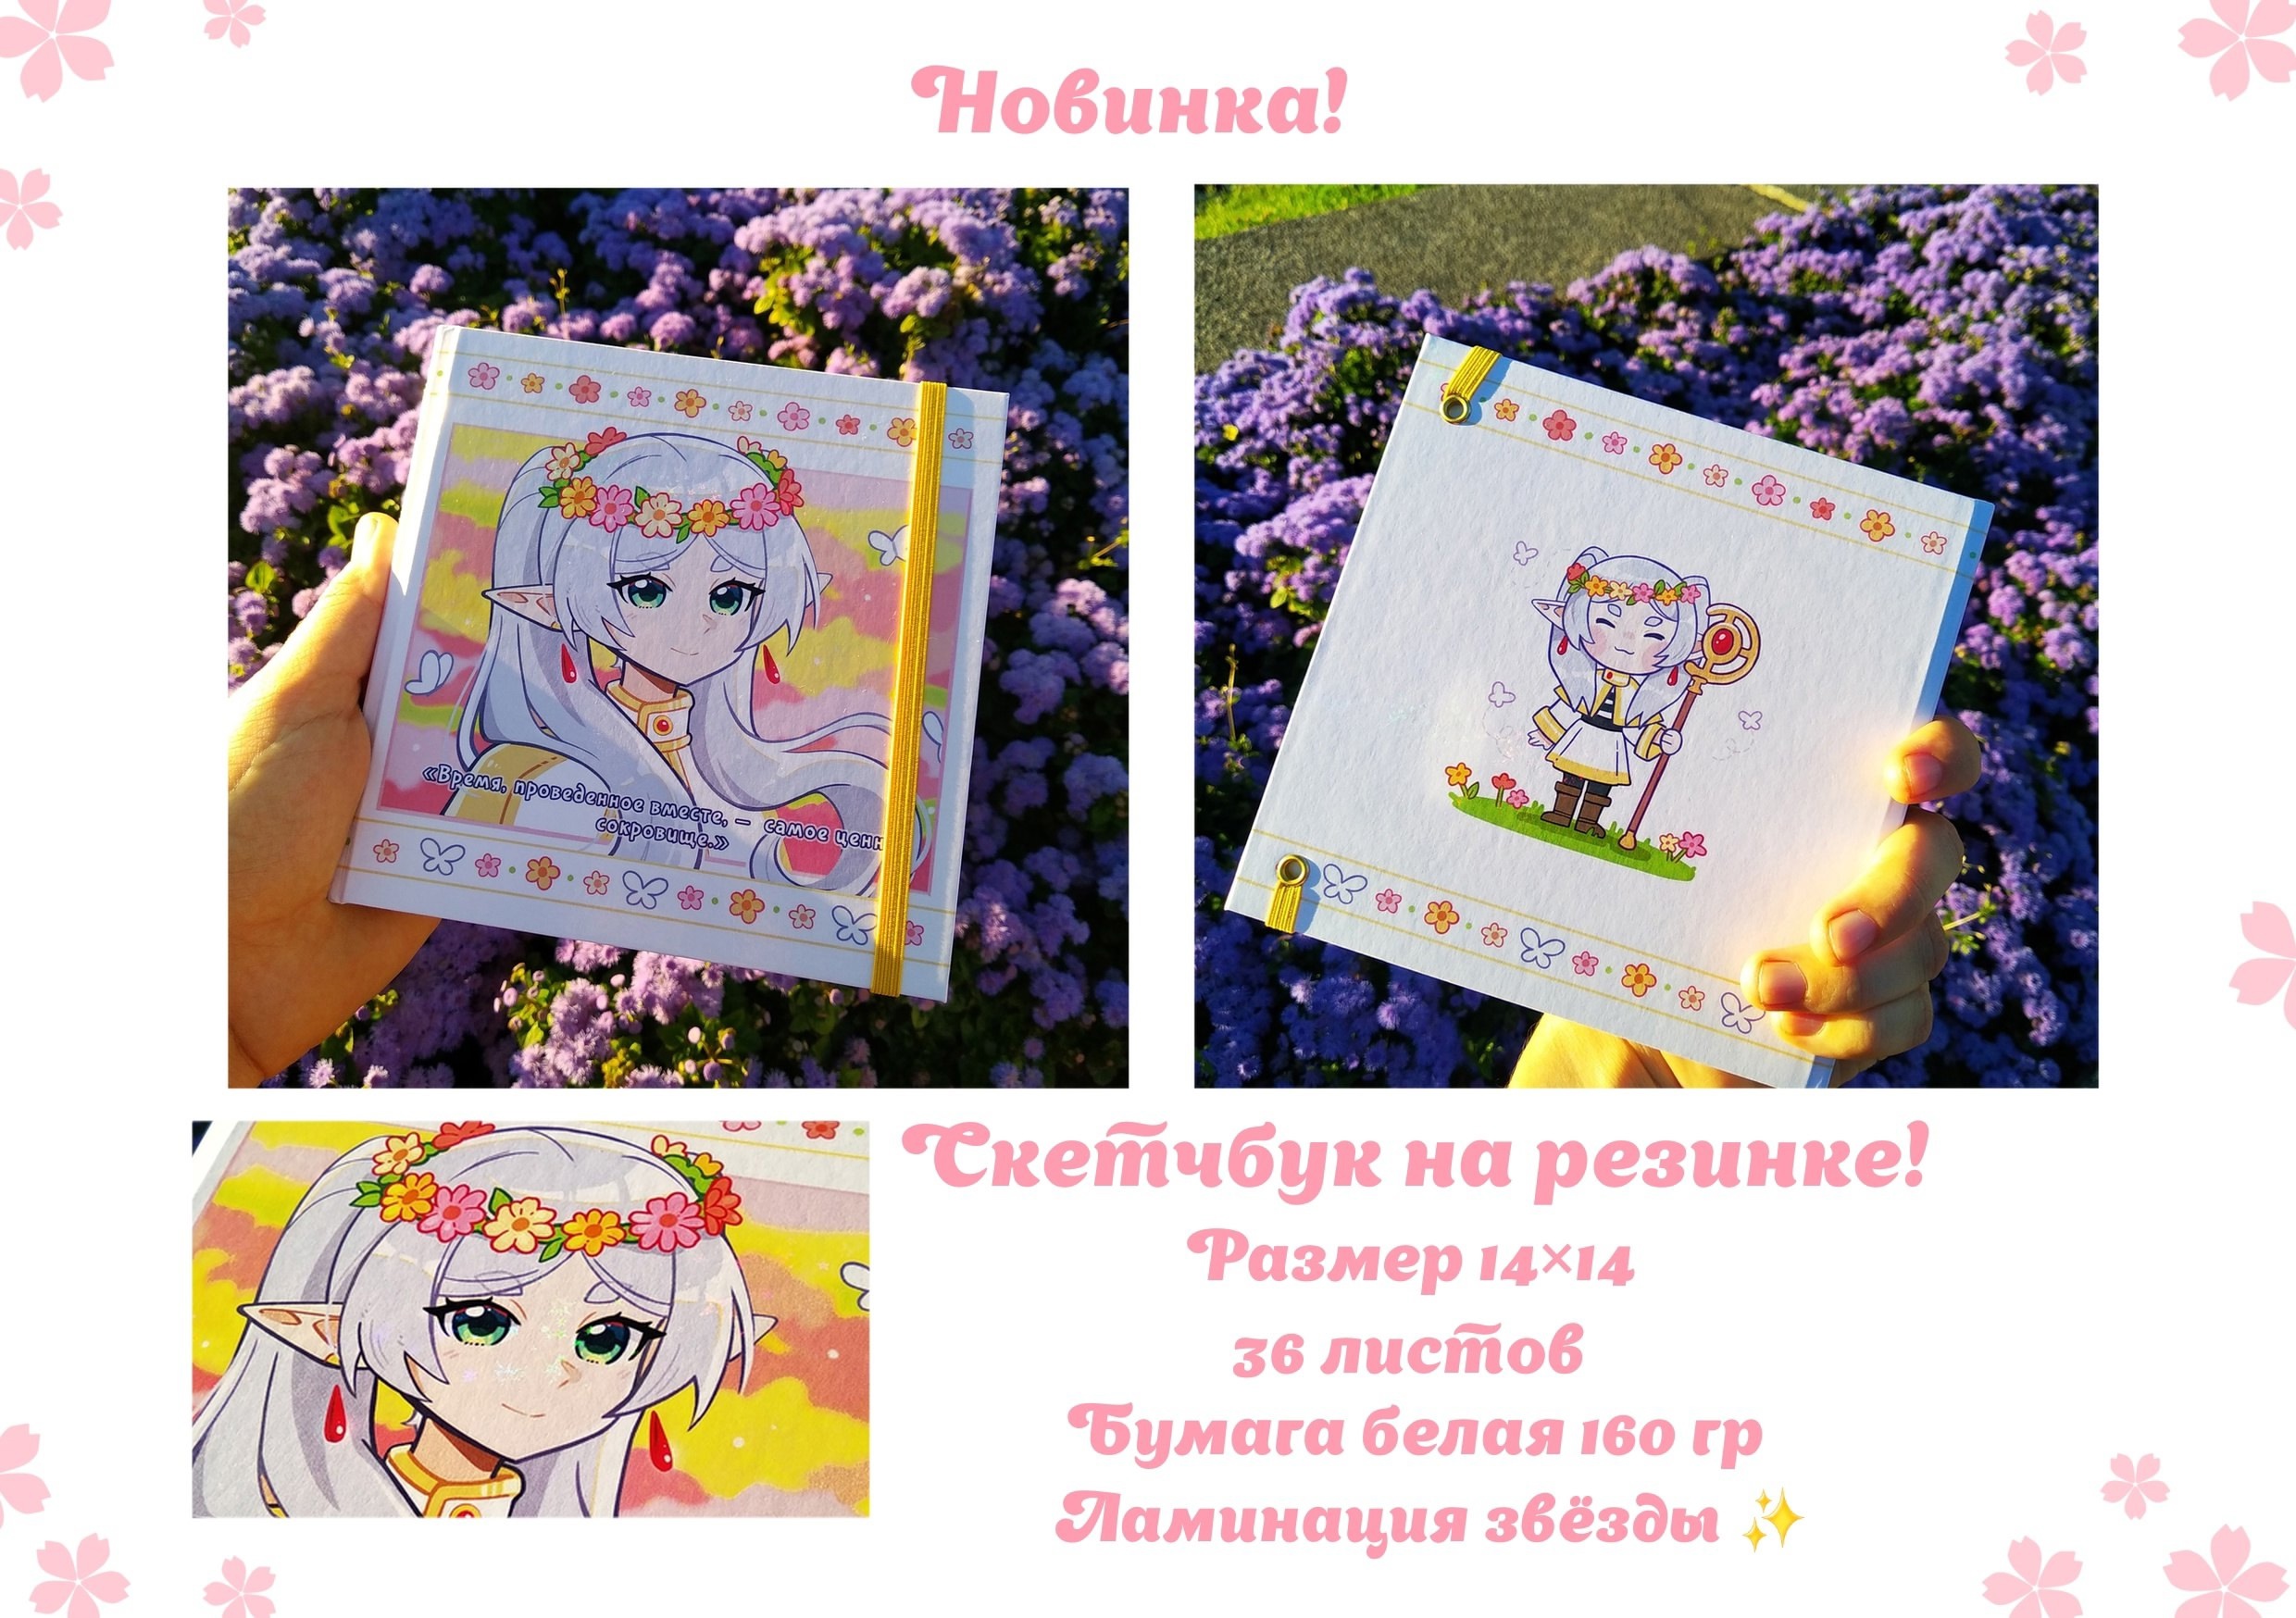 Новинка!
«Время, проведенное вместе, — самое
сокровище.»
Скетчбук на резинке!
Размер 14×14
36 листов
Бумага белая 160 гр
Ламинация звёзды ✨